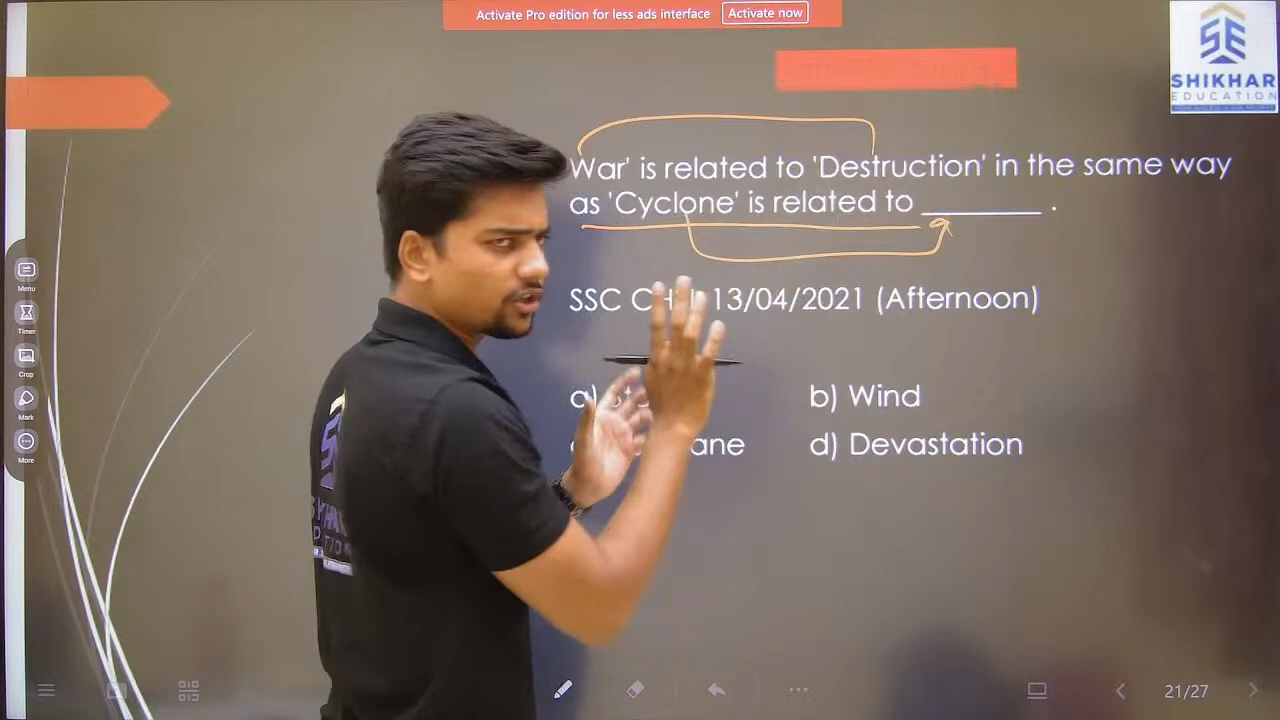 Activate Pro edition for less ads interface Activate now
SHIKHAR
EDUCATION
War' is related to 'Destruction' in the same way
as 'Cyclone' is related to ________ .
SSC 13/04/2021 (Afternoon)
a) b) Wind
d) Devastation
Menu
Timer
Crop
Mark
More
21/27